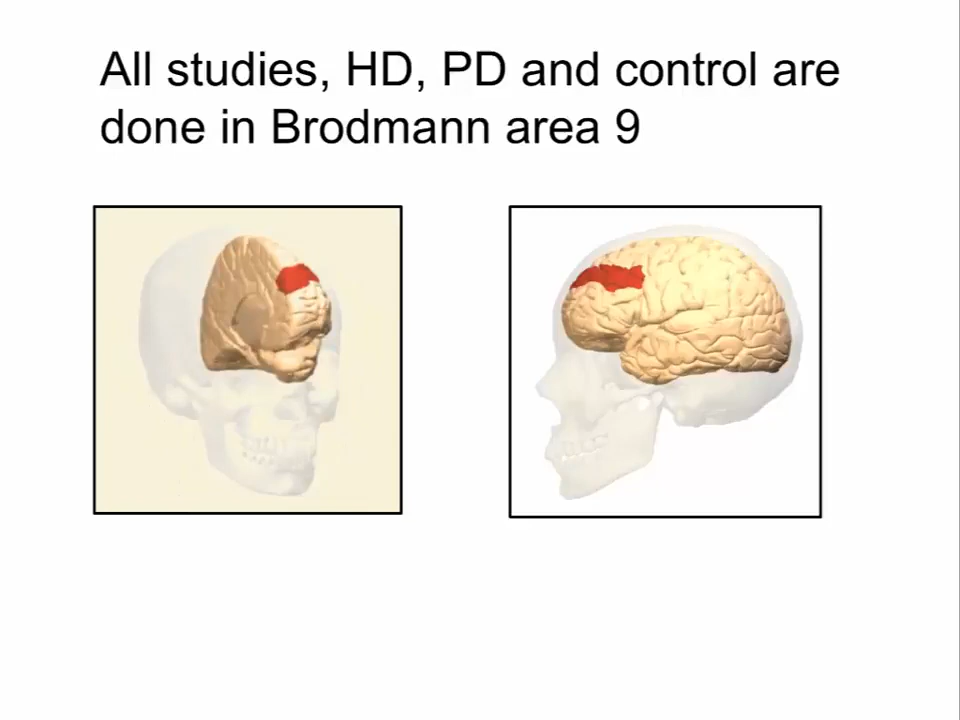 All studies, HD, PD and control are
done in Brodmann area 9